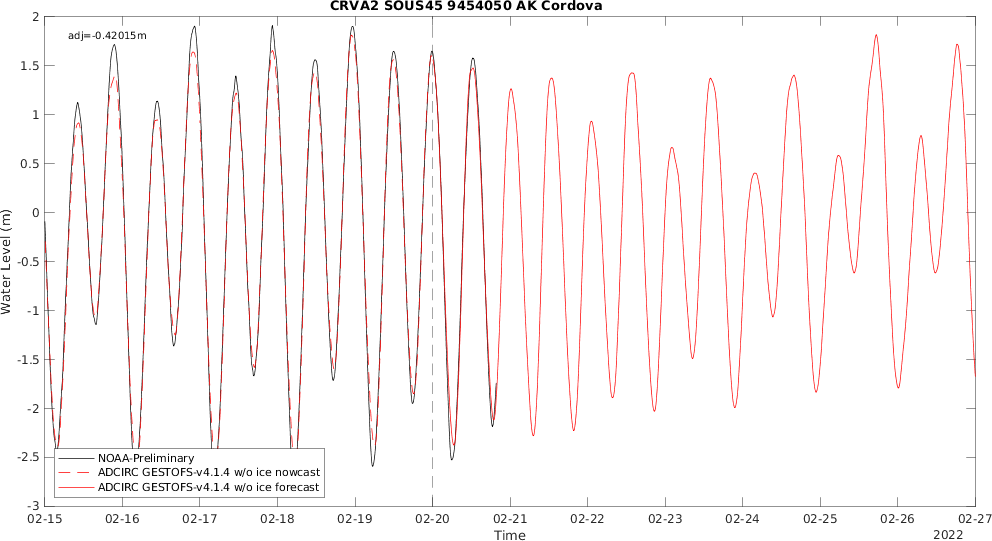 CRVA2 SOUS45 9454050 AK Cordova
adj=-0.42015m
2
1.5
1
0.5
0
-0.5
-1
-1.5
-2
-2.5
-3
Water Level (m)
NOAA-Preliminary
ADCIRC GESTOFS-v4.1.4 w/o ice nowcast
ADCIRC GESTOFS-v4.1.4 w/o ice forecast
02-15 02-16 02-17 02-18 02-19 02-20 02-21 02-22 02-23 02-24 02-25 02-26 02-27
Time
2022